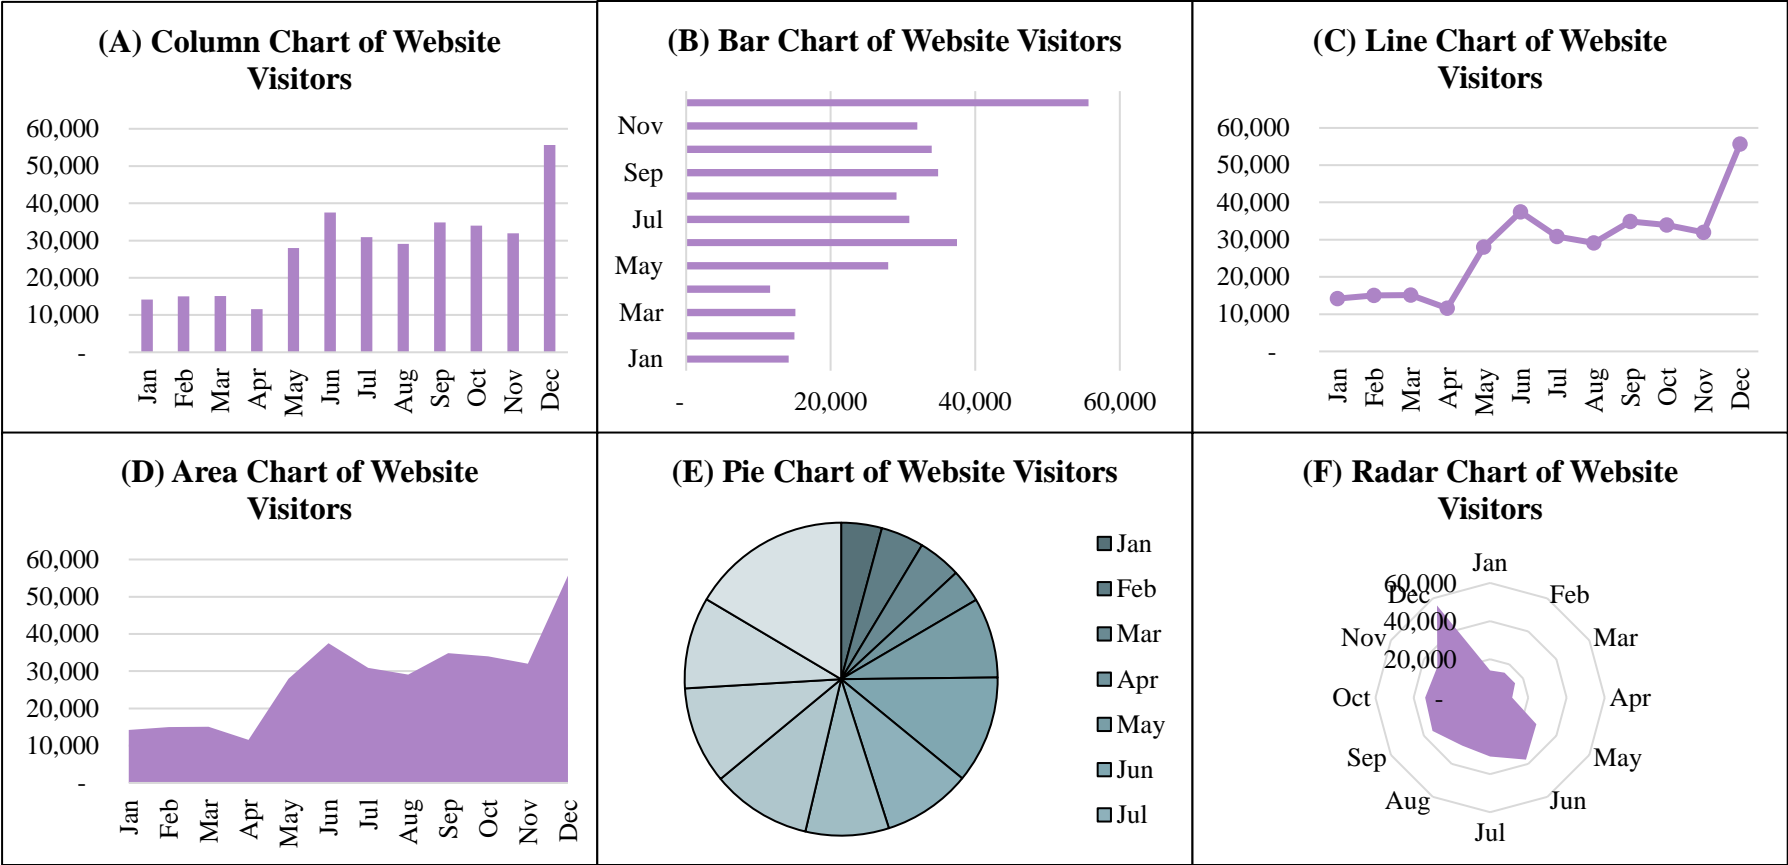 (A) Column Chart of Website
Visitors
60,000
50,000
40,000
30,000
20,000
10,000
-
Jan Feb Mar Apr May Jun Jul Aug Sep Oct Nov Dec
(B) Bar Chart of Website Visitors
Nov
Sep
Jul
May
Mar
Jan
- 20,000 40,000 60,000
(C) Line Chart of Website
Visitors
60,000
50,000
40,000
30,000
20,000
10,000
-
Jan Feb Mar Apr May Jun Jul Aug Sep Oct Nov Dec
(D) Area Chart of Website
Visitors
60,000
50,000
40,000
30,000
20,000
10,000
-
Jan Feb Mar Apr May Jun Jul Aug Sep Oct Nov Dec
(E) Pie Chart of Website Visitors
Jan
Feb
Mar
Apr
May
Jun
Jul
(F) Radar Chart of Website
Visitors
Jan
Feb
Mar
Apr
May
Jun
Jul
Aug
Sep
Oct
Nov
Dec
60,000
40,000
20,000
-